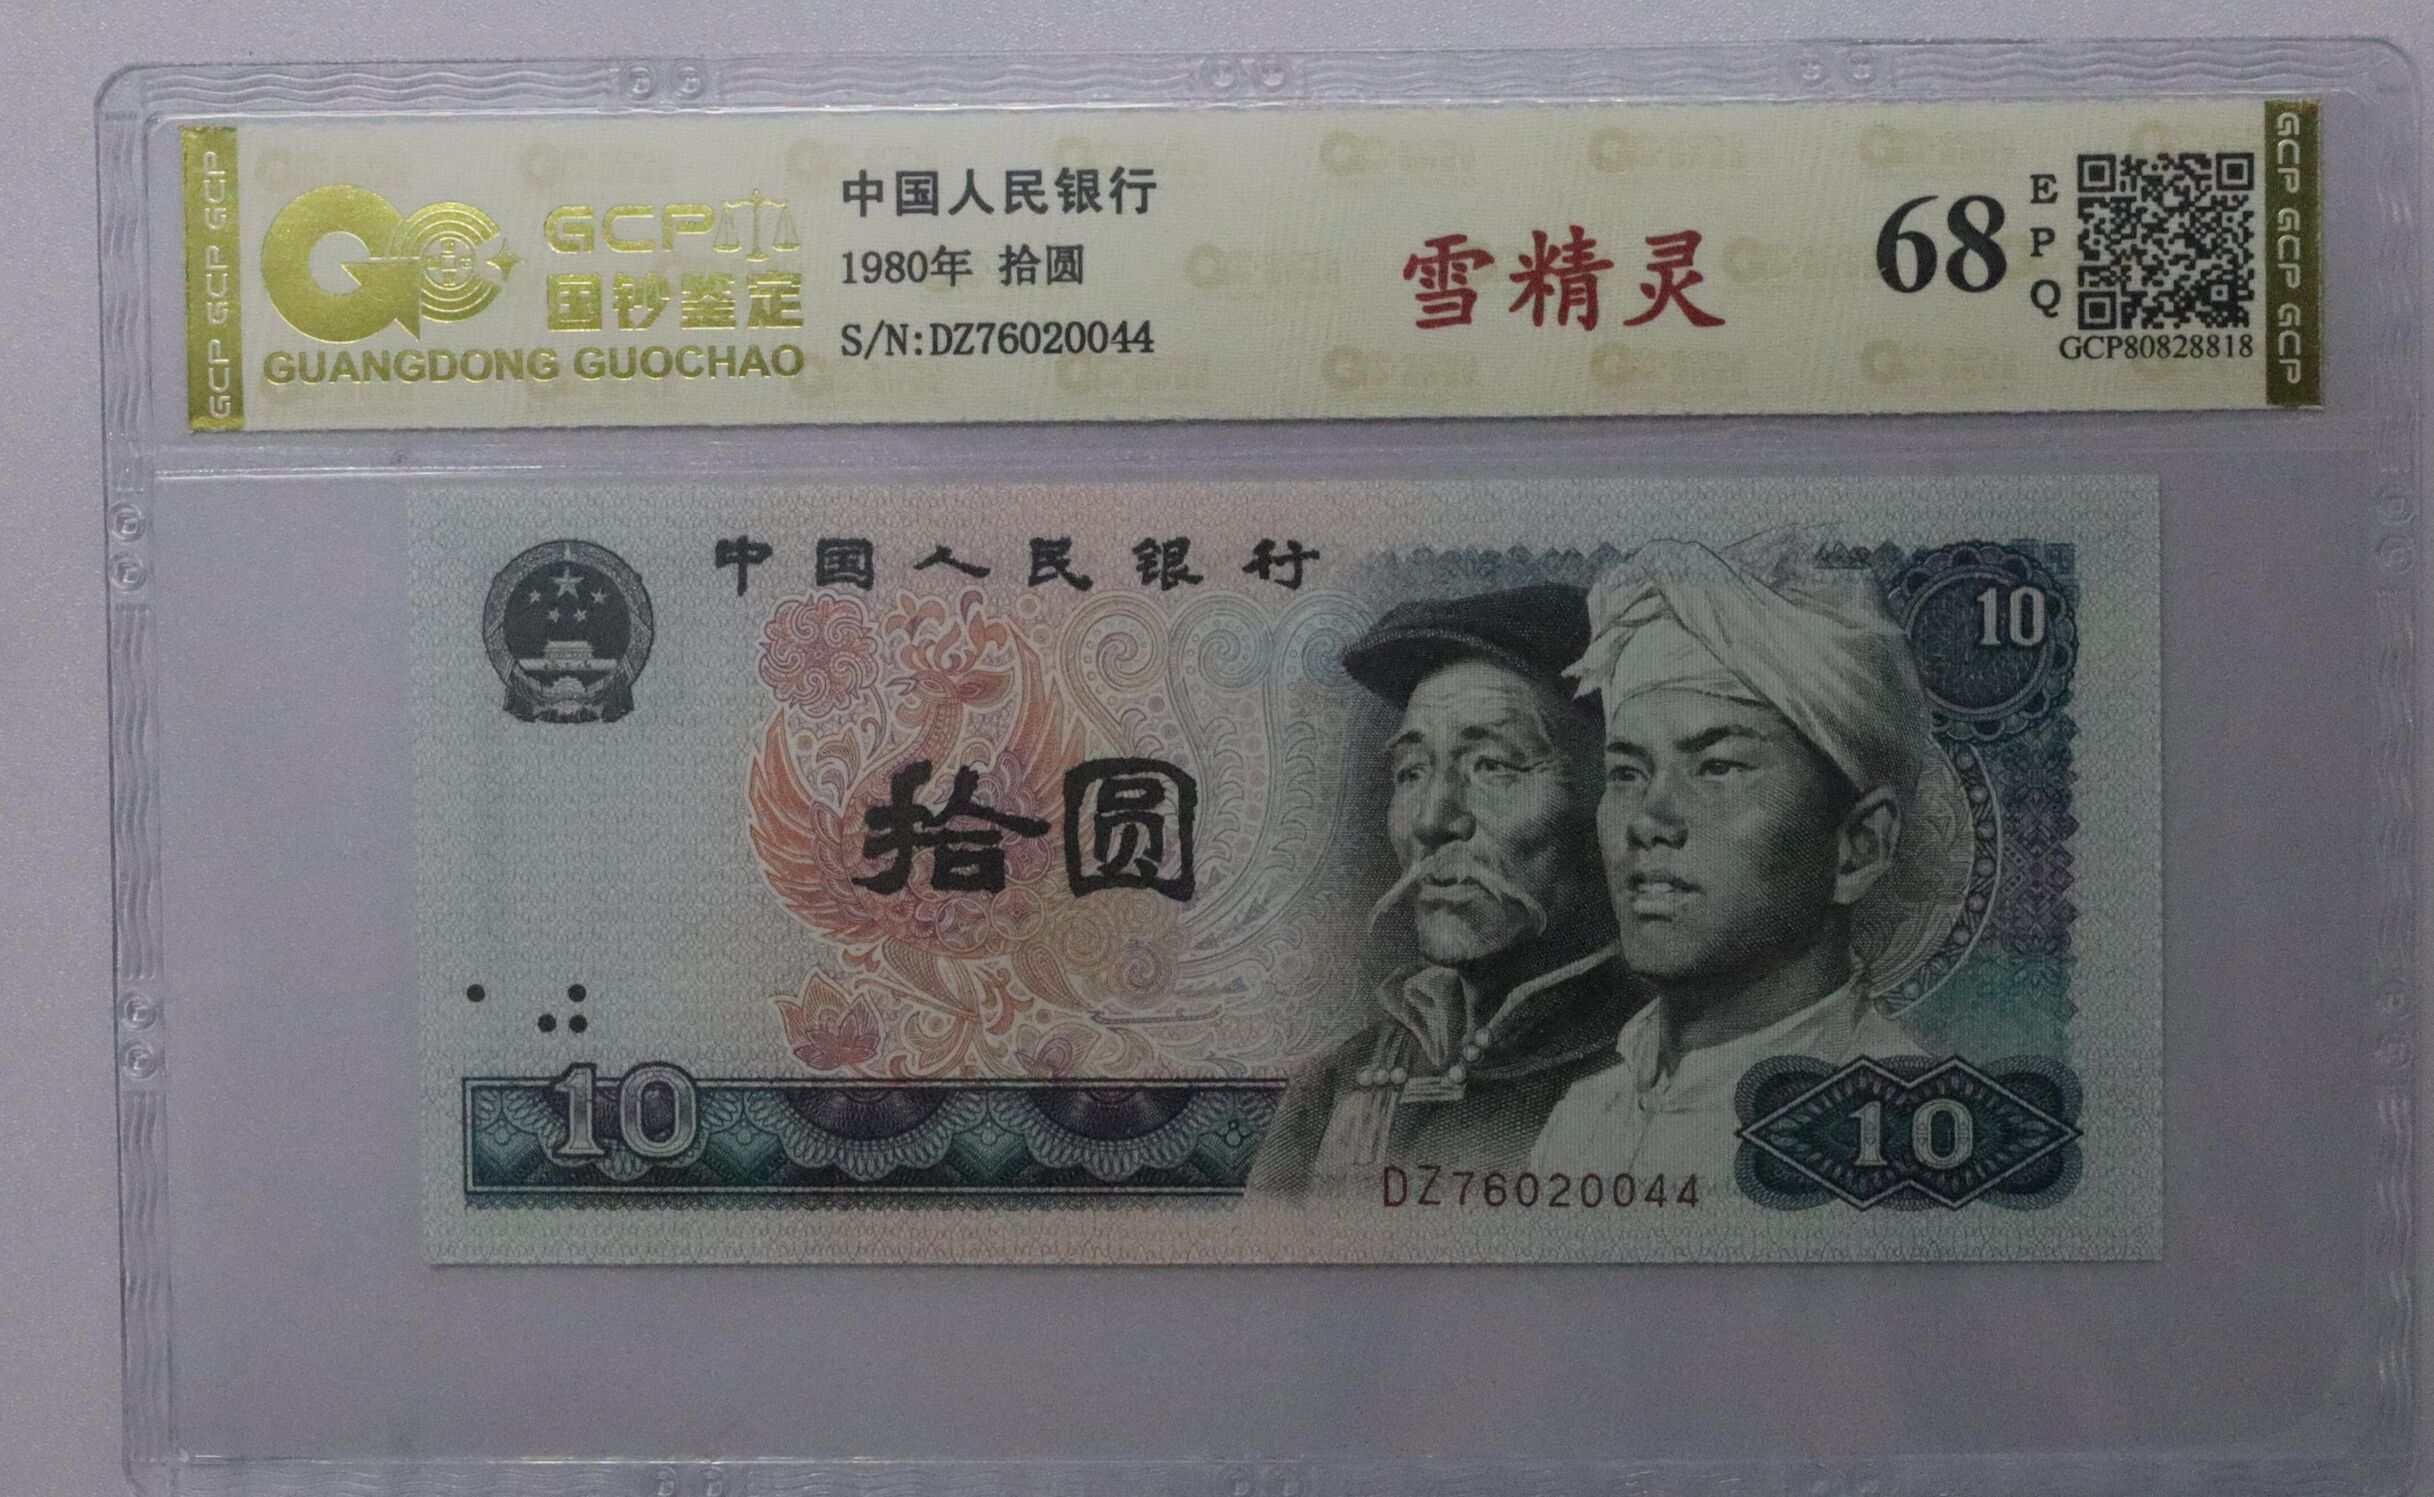 GCP GCP GCP
GCP
国钞鉴定
GUANGDONG GUOCHAO
中国人民银行
1980年 拾圆
S/N:DZ76020044
雪精灵
68
EPQ
GCP80828818
GCP GCP GCP
中国人民银行
10
拾圆
10
DZ76020044
10